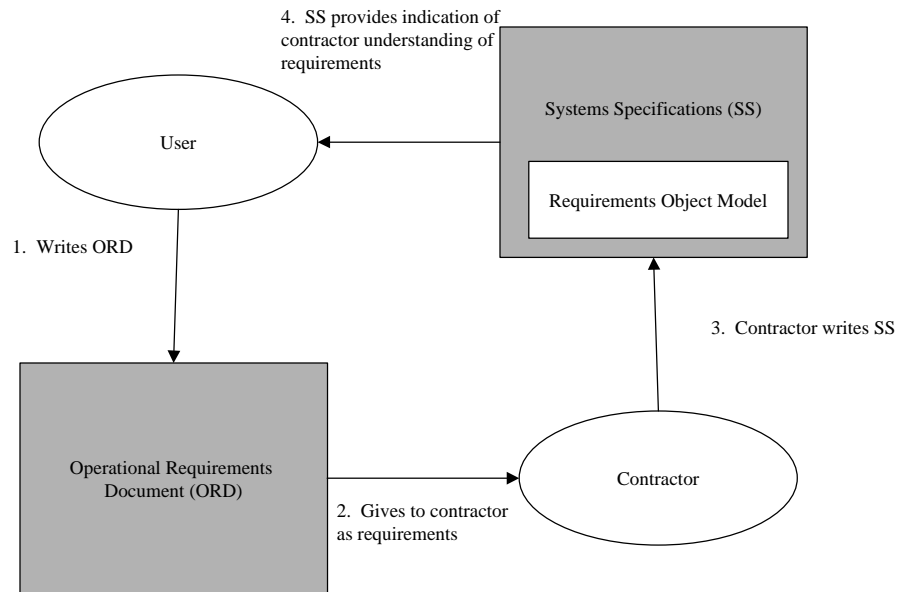 4.  SS provides indication of
contractor understanding of
requirements
Systems Specifications (SS)
User
Requirements Object Model
1.  Writes ORD
3.  Contractor writes SS
Operational Requirements
Document (ORD)
Contractor
2.  Gives to contractor
as requirements